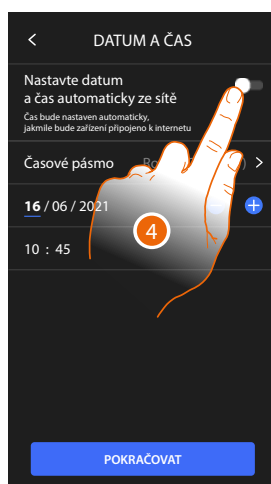 DATUM A ČAS
Nastavte datum
a čas automaticky ze sítě
Čas bude nastaven automaticky,
jakmile bude zařízení připojeno k internetu
Časové pásmo
16 / 06 / 2021
10 : 45
4
POKRAČOVAT